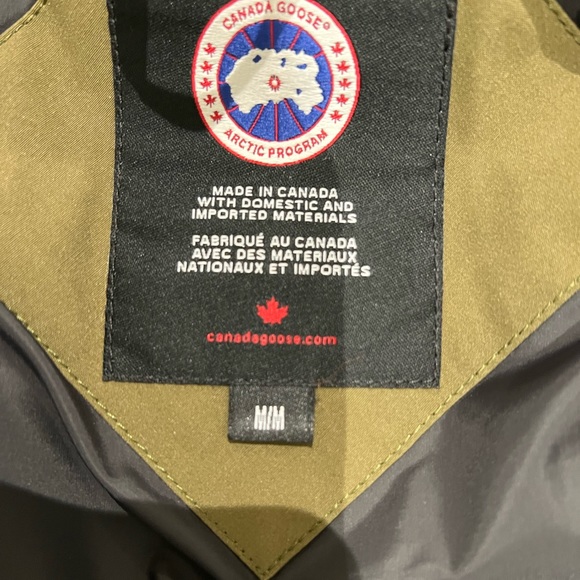 CANADA GOOSE®
ARCTIC PROGRAM
MADE IN CANADA
WITH DOMESTIC AND
IMPORTED MATERIALS
FABRIQUÉ AU CANADA
AVEC DES MATERIAUX
NATIONAUX ET IMPORTÉS
canadagoose.com
M/M